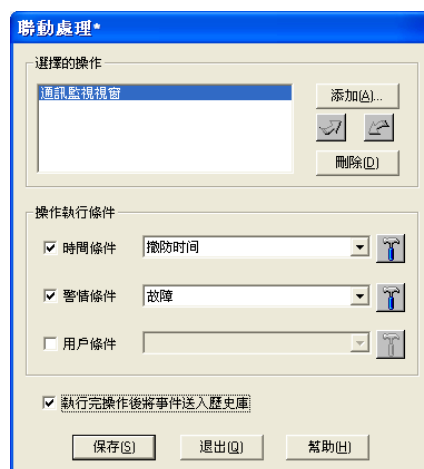 聯動處理*
選擇的操作
通訊監視視窗
添加(A)...
刪除(D)
操作執行條件
時間條件 撤防时间
警情條件 故障
用戶條件
執行完操作後將事件送入歷史庫
保存(S) 退出(Q) 幫助(H)